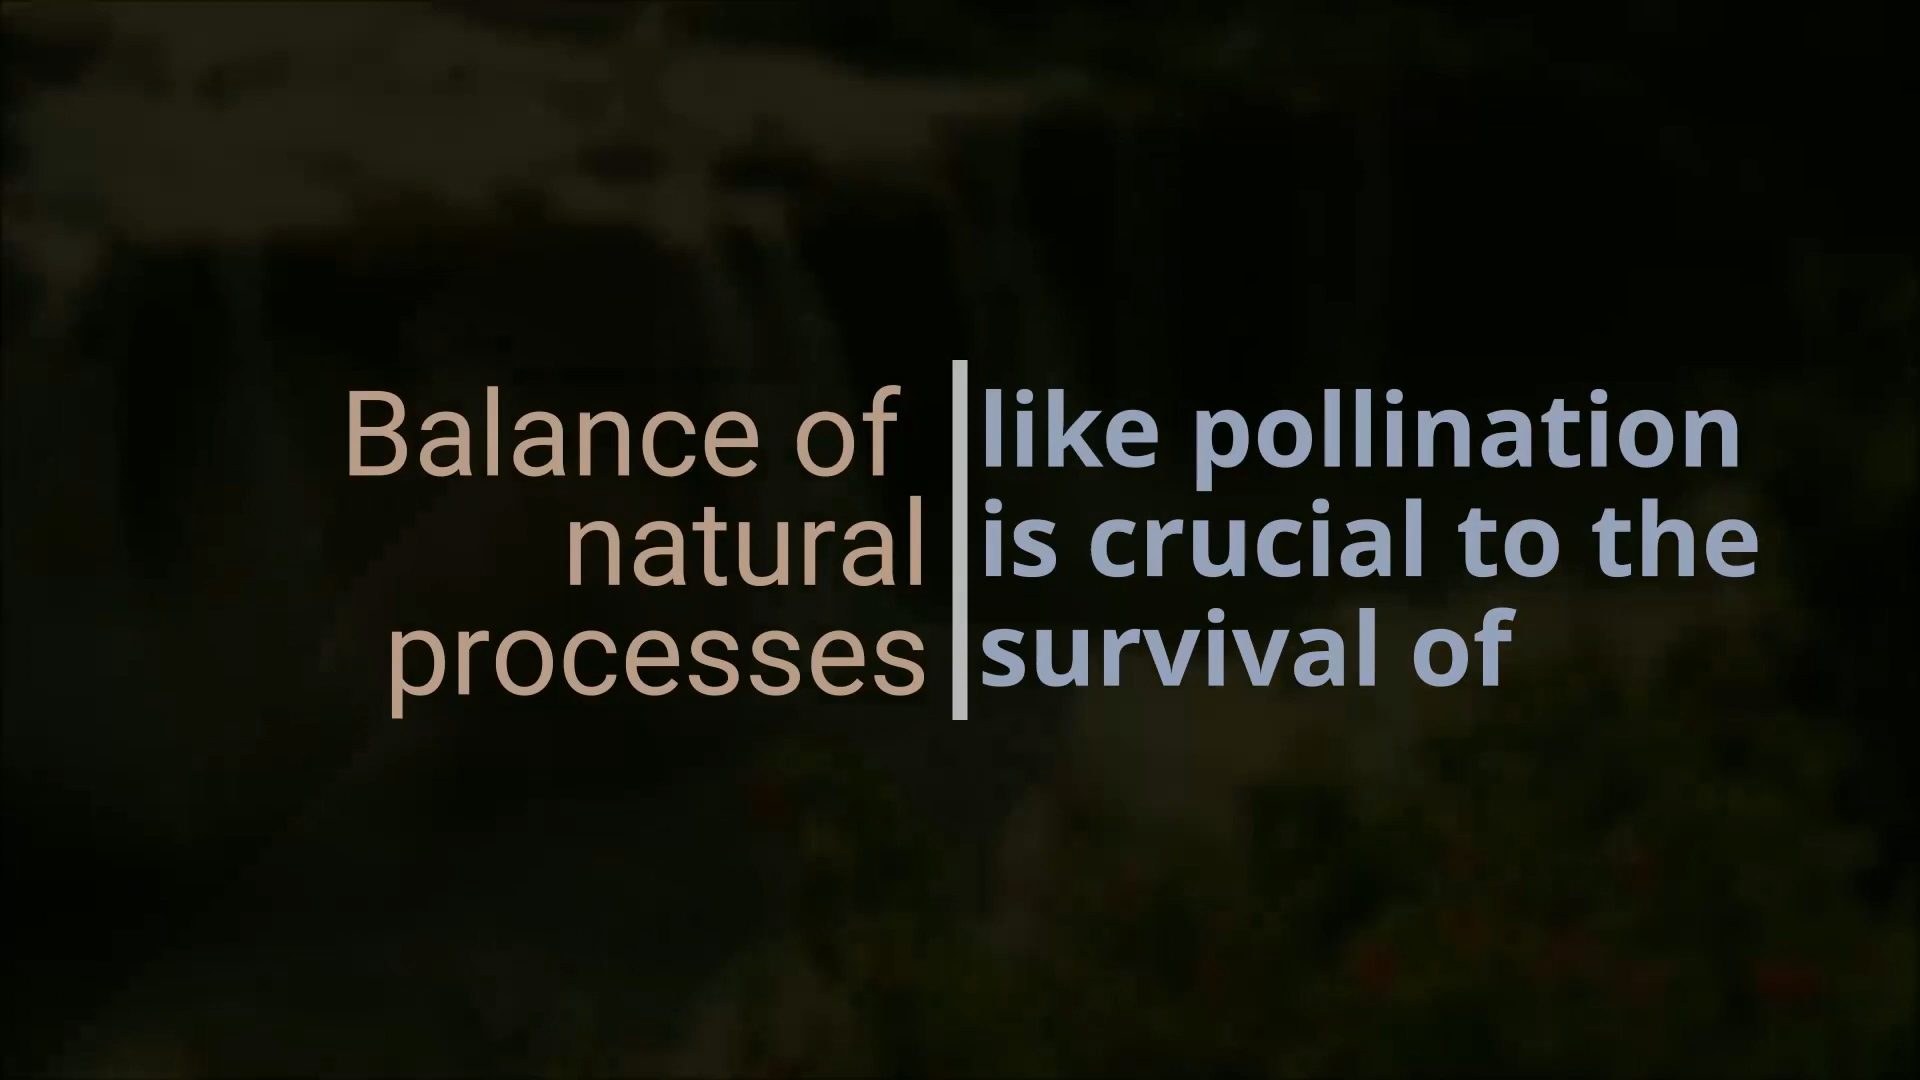 Balance of
natural
processes
like pollination
is crucial to the
survival of